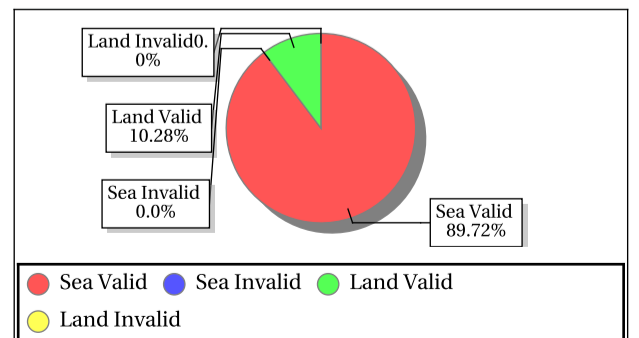 Land Invalid0.
0%
Land Valid
10.28%
Sea Invalid
0.0%
Sea Valid
89.72%
Sea Valid Sea Invalid Land Valid
Land Invalid